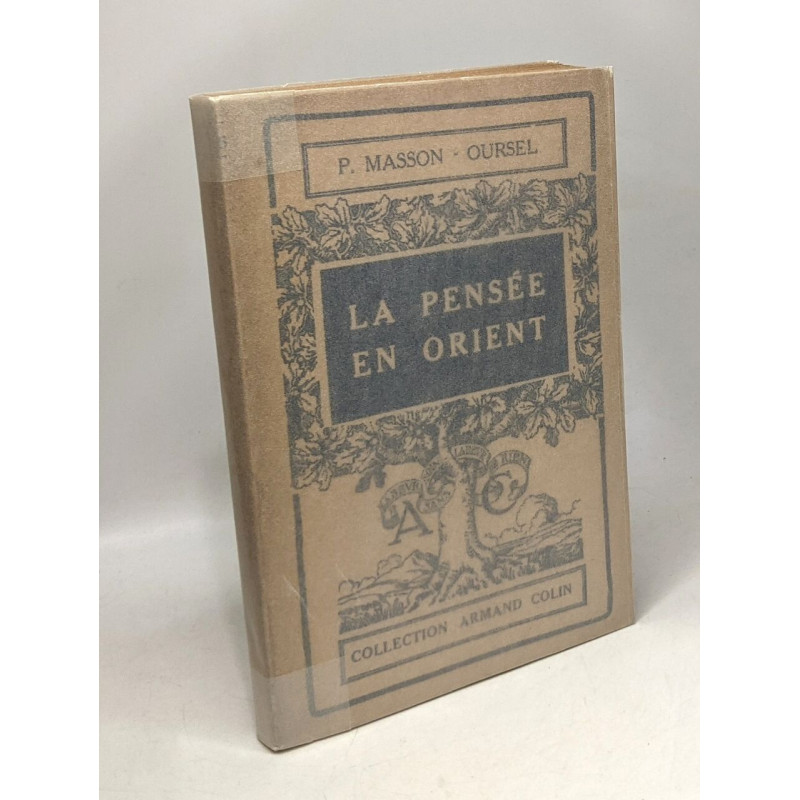 P. MASSON - OURSEL
LA PENSÉE
EN ORIENT
A C
COLLECTION ARMAND COLIN